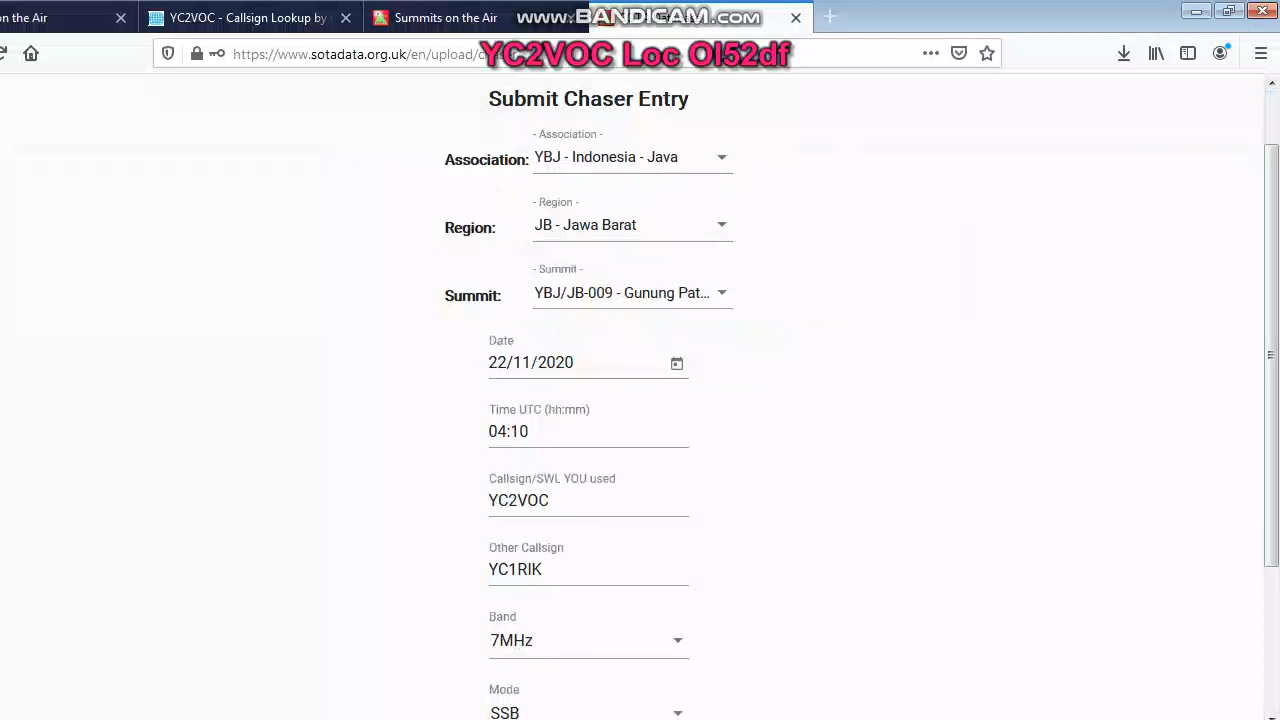 on the Air
YC2VOC - Callsign Lookup by
Summits on the Air
www.BANDICAM.com
https://www.sotadata.org.uk/en/upload/c
YC2VOC Loc OI52df
Submit Chaser Entry
- Association -
Association: YBJ - Indonesia - Java
- Region -
Region: JB - Jawa Barat
- Summit -
Summit: YBJ/JB-009 - Gunung Pat...
Date
22/11/2020
Time UTC (hh:mm)
04:10
Callsign/SWL YOU used
YC2VOC
Other Callsign
YC1RIK
Band
7MHz
Mode
SSB